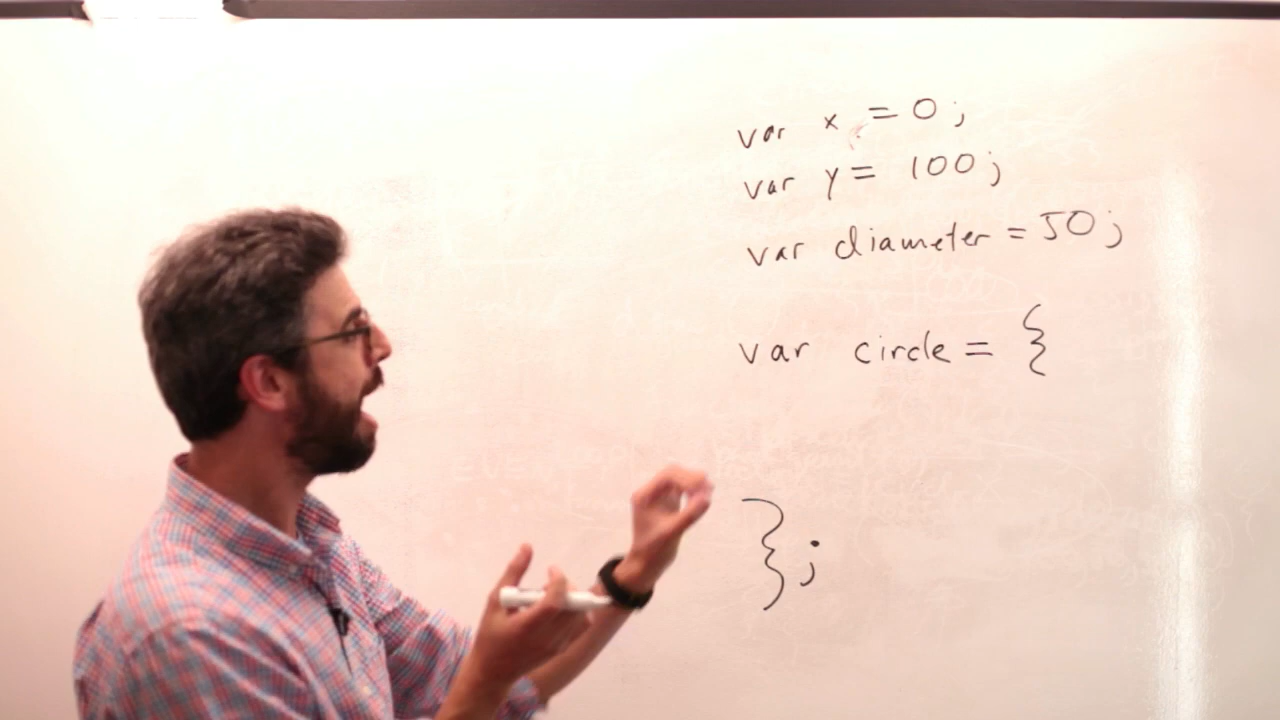 var x = 0;
var y = 100;
var diameter = 50;
var circle = {
};